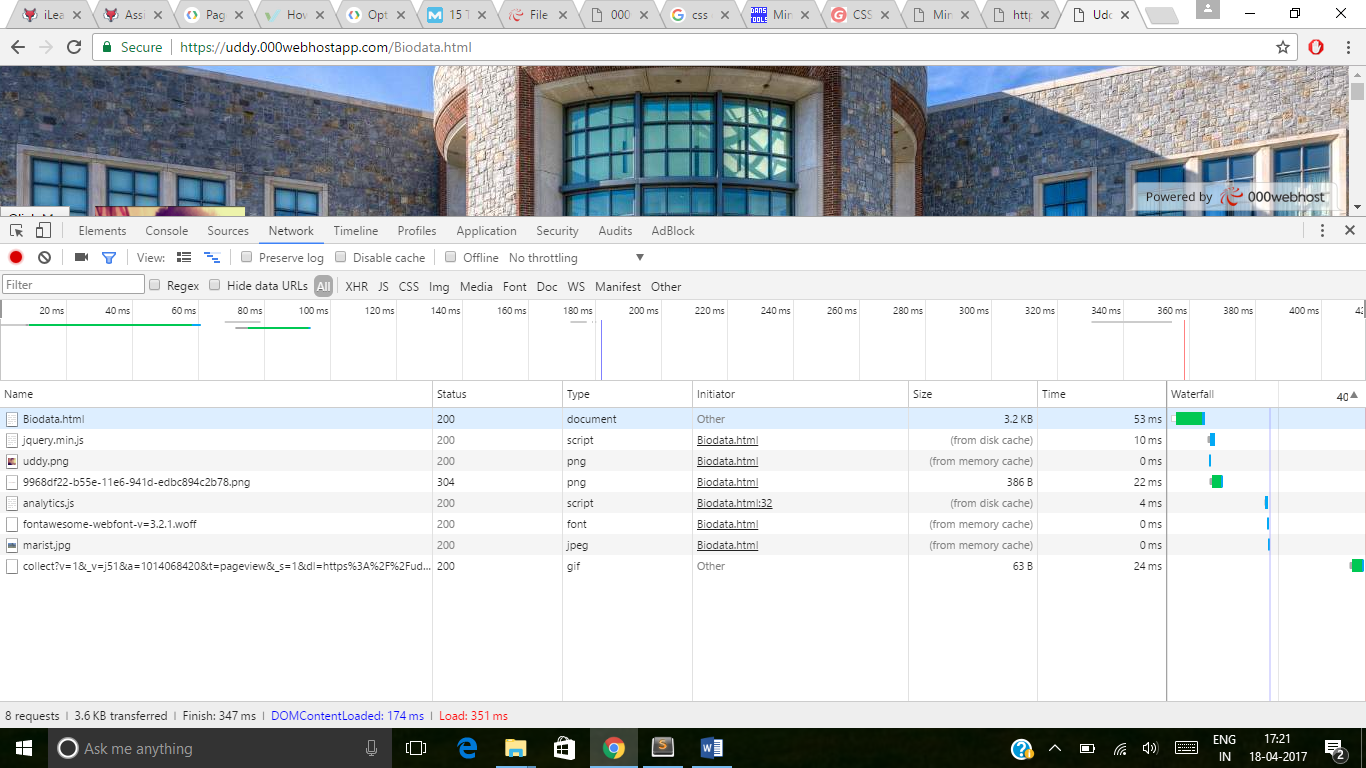 iLea Assi Pag How Opt 15 T File 000 css Min CSS Min http Udd
Secure https://uddy.000webhostapp.com/Biodata.html
Powered by 000webhost
Elements Console Sources Network Timeline Profiles Application Security Audits AdBlock
View: Preserve log Disable cache Offline No throttling
Filter Regex Hide data URLs All XHR JS CSS Img Media Font Doc WS Manifest Other
20 ms 40 ms 60 ms 80 ms 100 ms 120 ms 140 ms 160 ms 180 ms 200 ms 220 ms 240 ms 260 ms 280 ms 300 ms 320 ms 340 ms 360 ms 380 ms 400 ms
Name Status Type Initiator Size Time Waterfall 40
Biodata.html 200 document Other 3.2 KB 53 ms
jquery.min.js 200 script Biodata.html (from disk cache) 10 ms
uddy.png 200 png Biodata.html (from memory cache) 0 ms
9968df22-b55e-11e6-941d-edbc894c2b78.png 304 png Biodata.html 386 B 22 ms
analytics.js 200 script Biodata.html:32 (from disk cache) 4 ms
fontawesome-webfont-v=3.2.1.woff 200 font Biodata.html (from memory cache) 0 ms
marist.jpg 200 jpeg Biodata.html (from memory cache) 0 ms
collect?v=1&_v=j51&a=1014068420&t=pageview&_s=1&dl=https%3A%2F%2Fud... 200 gif Other 63 B 24 ms
8 requests | 3.6 KB transferred | Finish: 347 ms | DOMContentLoaded: 174 ms | Load: 351 ms
Ask me anything
ENG
IN
17:21
18-04-2017
2